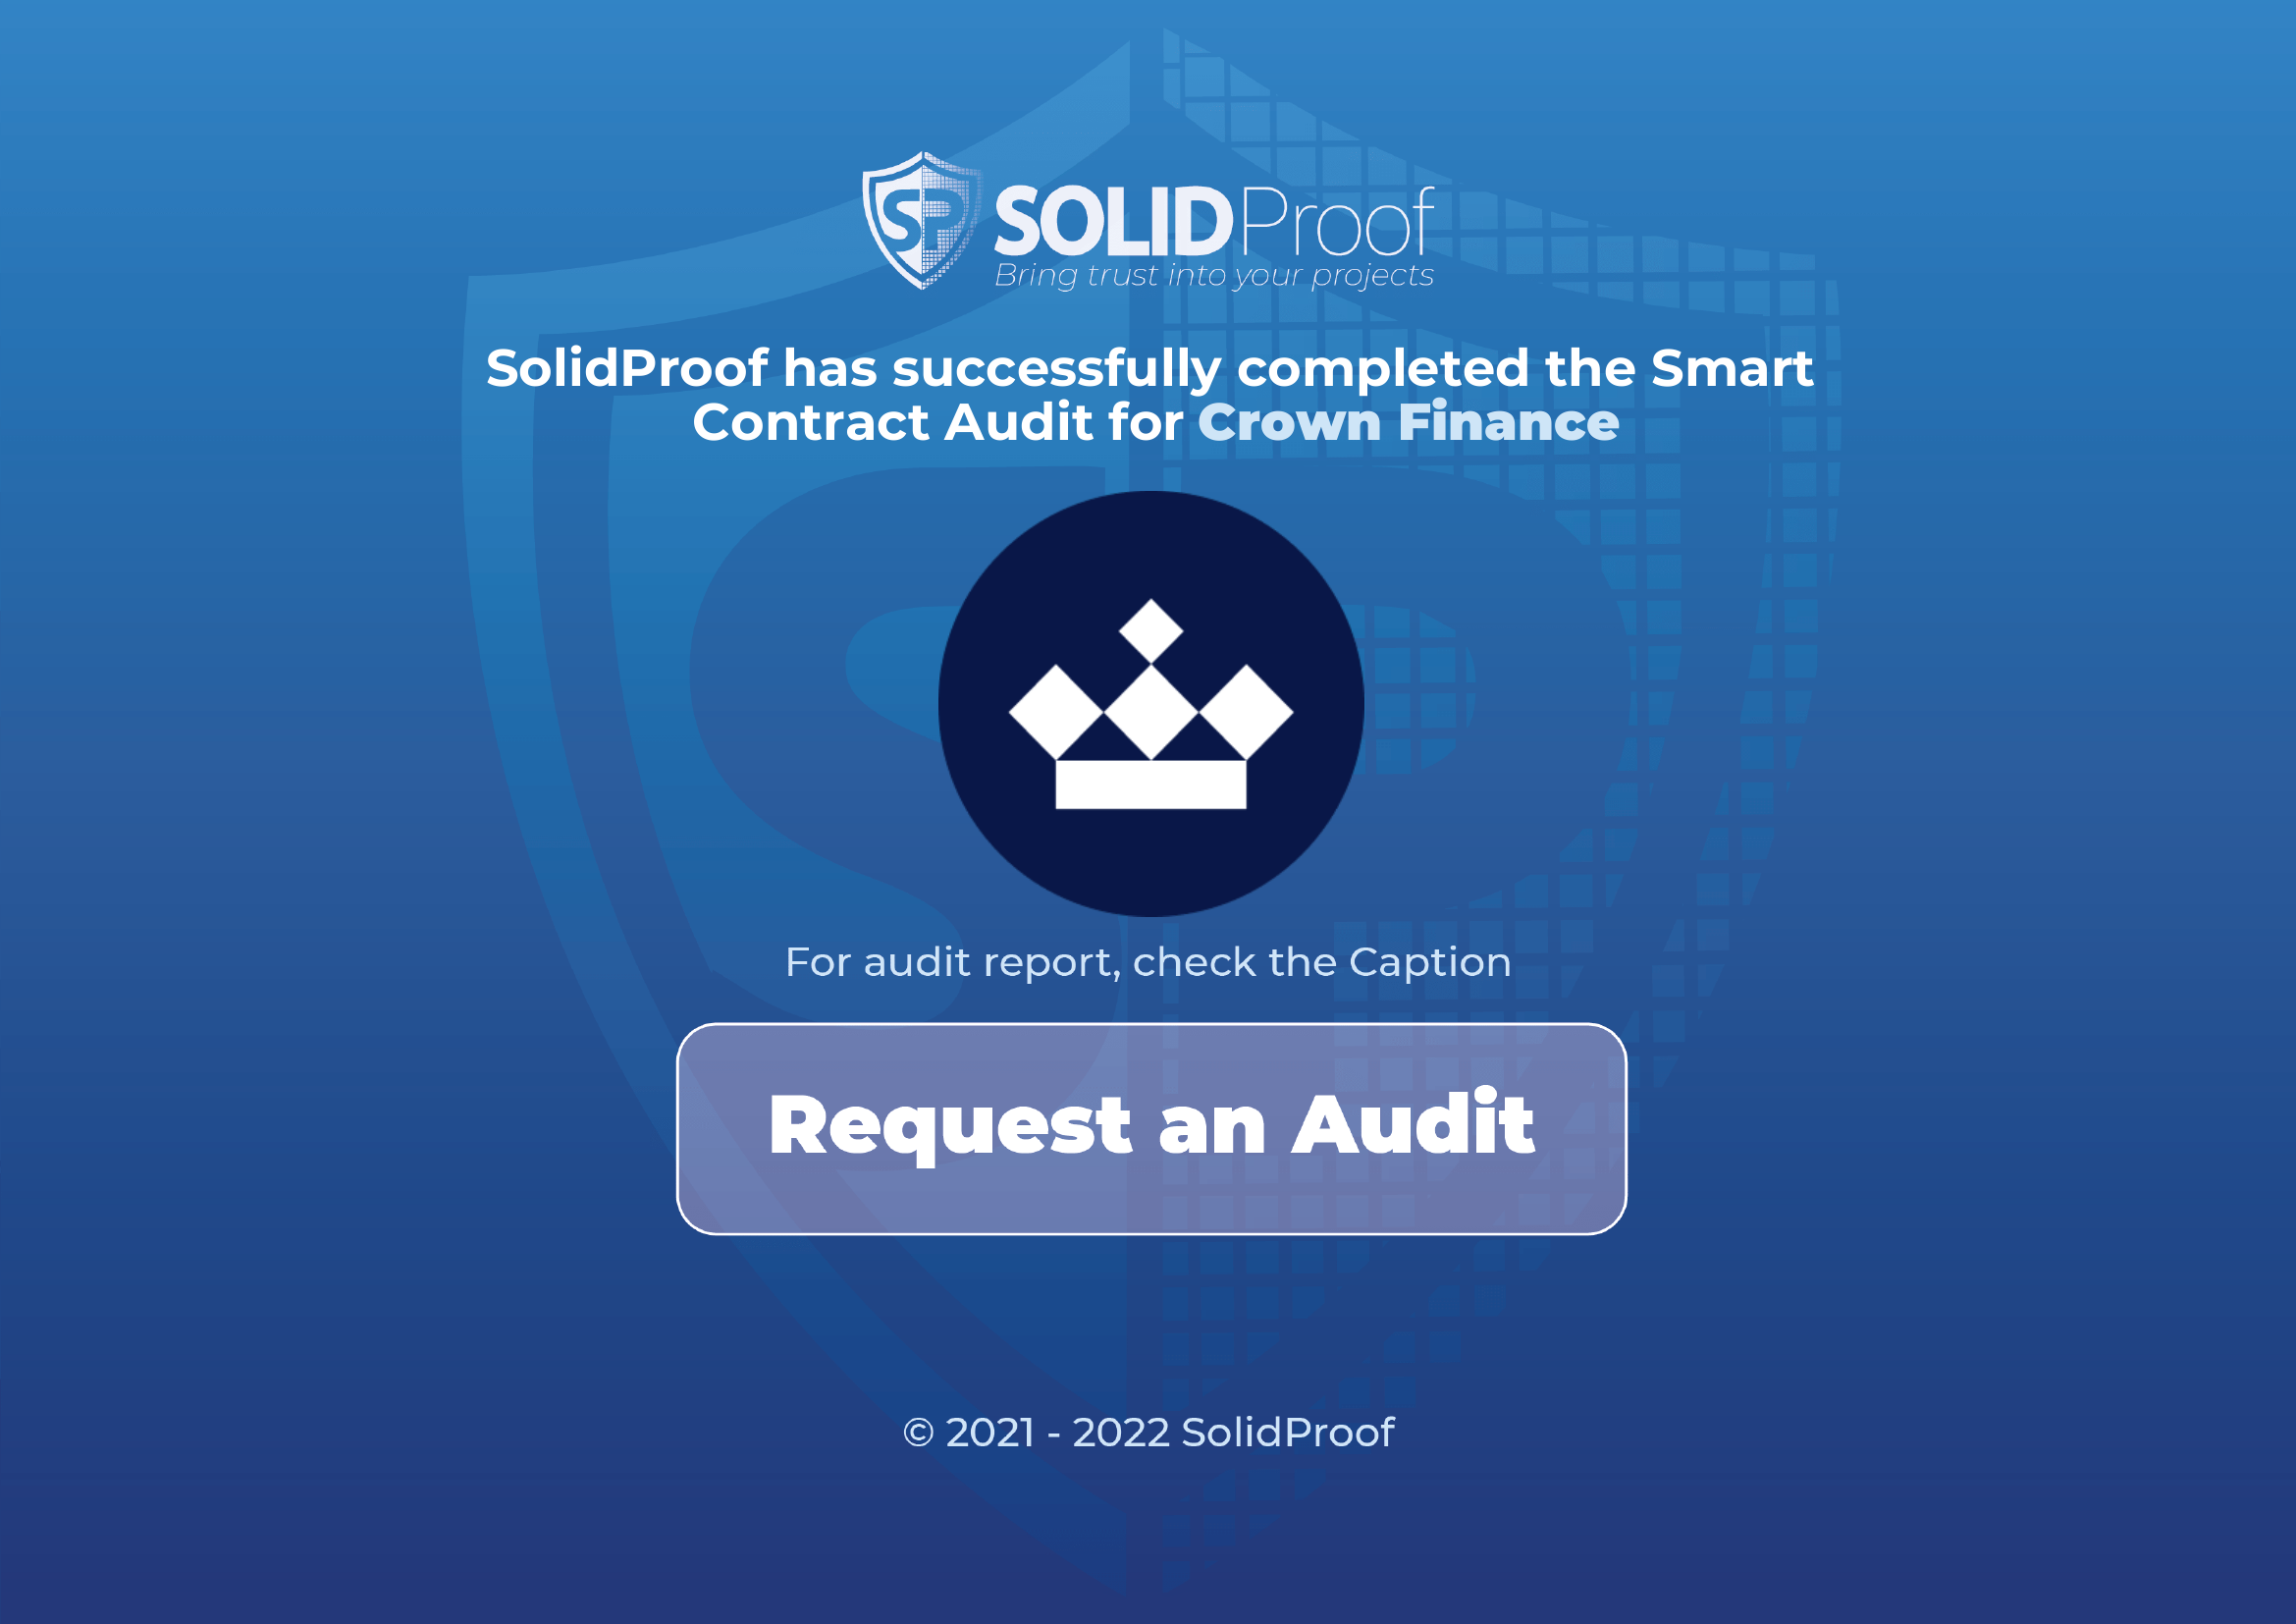 SP SOLIDProof
Bring trust into your projects
SolidProof has successfully completed the Smart
Contract Audit for Crown Finance
For audit report, check the Caption
Request an Audit
© 2021 - 2022 SolidProof